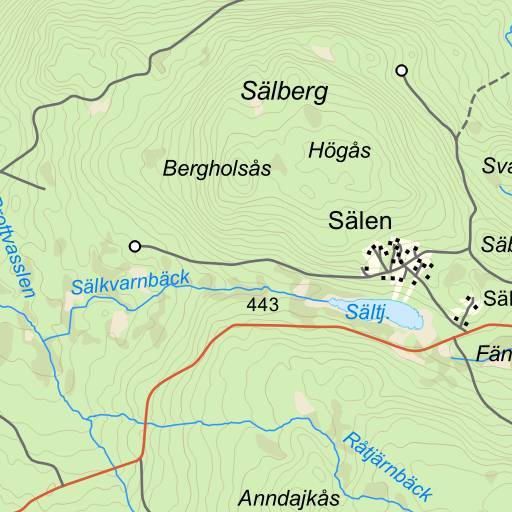 Sälberg
Högås
Bergholsås
Sälen
Sälkvarnbäck
443
Sältj.
Råtjärnbäck
Anndajkås